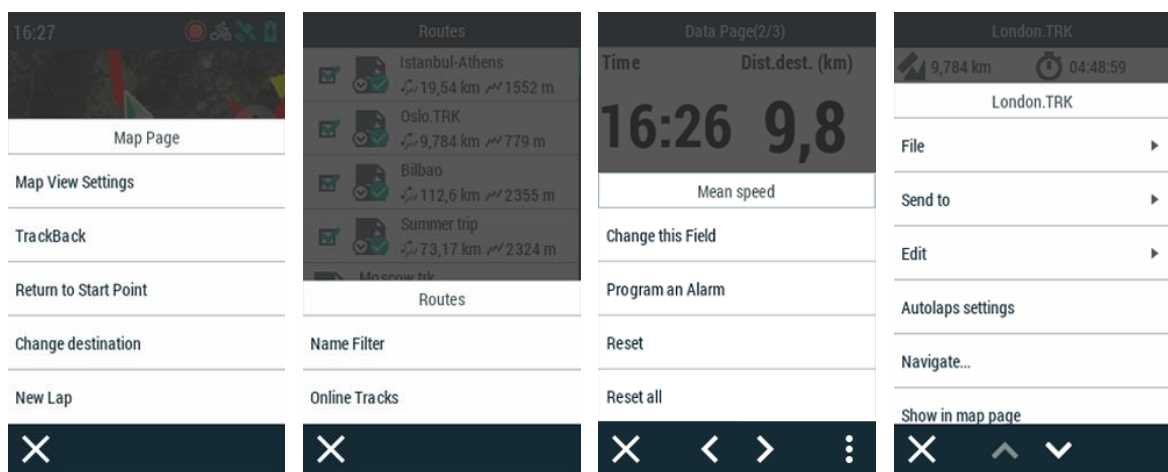 16:27
Map Page
Map View Settings
TrackBack
Return to Start Point
Change destination
New Lap
Routes
Istanbul-Athens
19,54 km 1552 m
Oslo.TRK
9,784 km 779 m
Bilbao
112,6 km 2355 m
Summer trip
73,17 km 2324 m
Moscow trk
Routes
Name Filter
Online Tracks
Data Page(2/3)
Time Dist.dest. (km)
16:26 9,8
Mean speed
Change this Field
Program an Alarm
Reset
Reset all
London.TRK
9,784 km 04:48:59
London.TRK
File
Send to
Edit
Autolaps settings
Navigate...
Show in map page